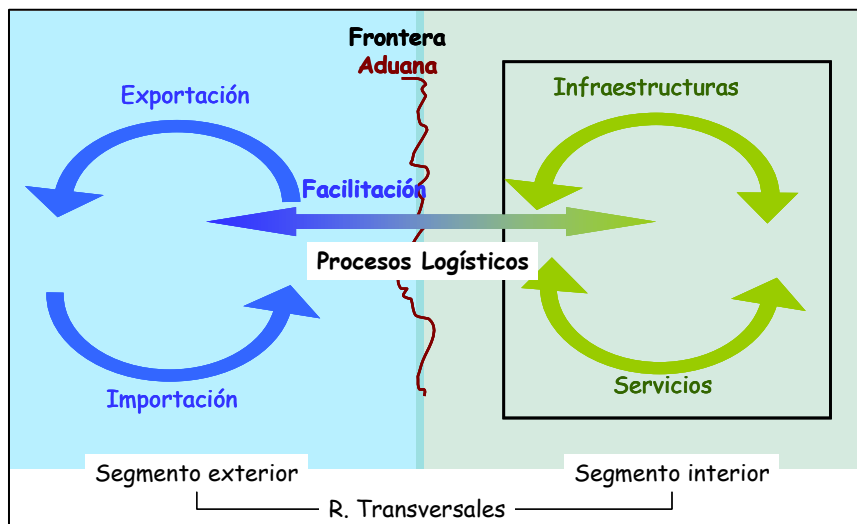 Frontera
Aduana
Exportación
Infraestructuras
Facilitación
Procesos Logísticos
Importación
Servicios
Segmento exterior
Segmento interior
R. Transversales